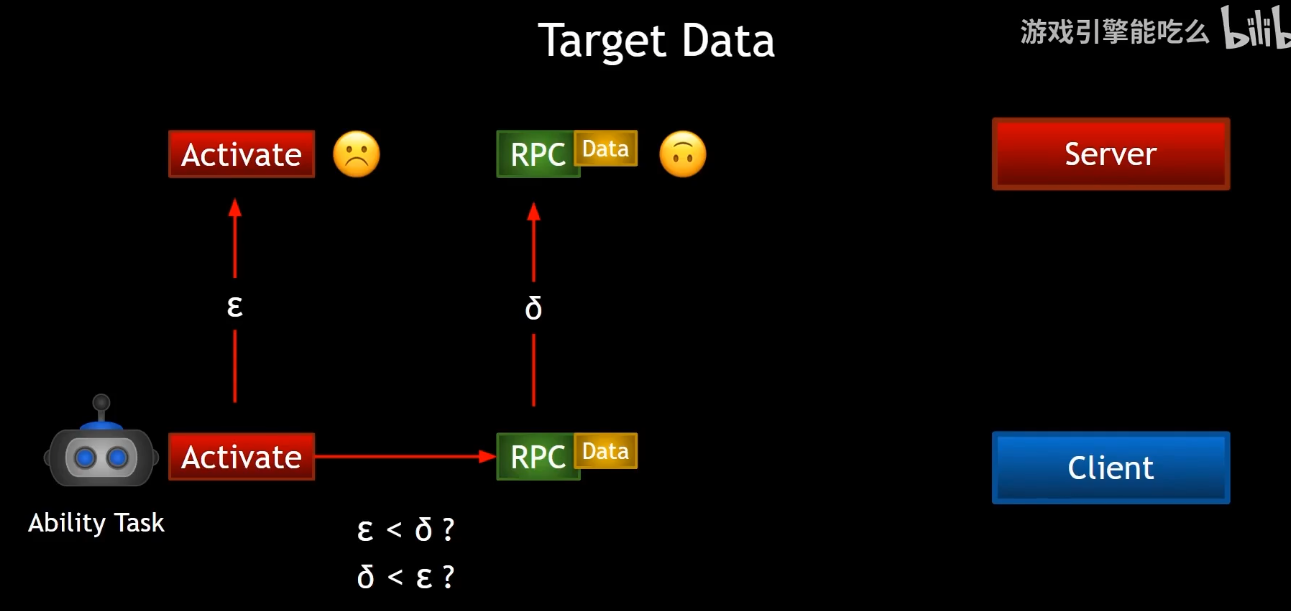 Target Data
游戏引擎能吃么
Activate
RPC
Data
Server
ε
δ
Activate
RPC
Data
Client
Ability Task
ε < δ ?
δ < ε ?